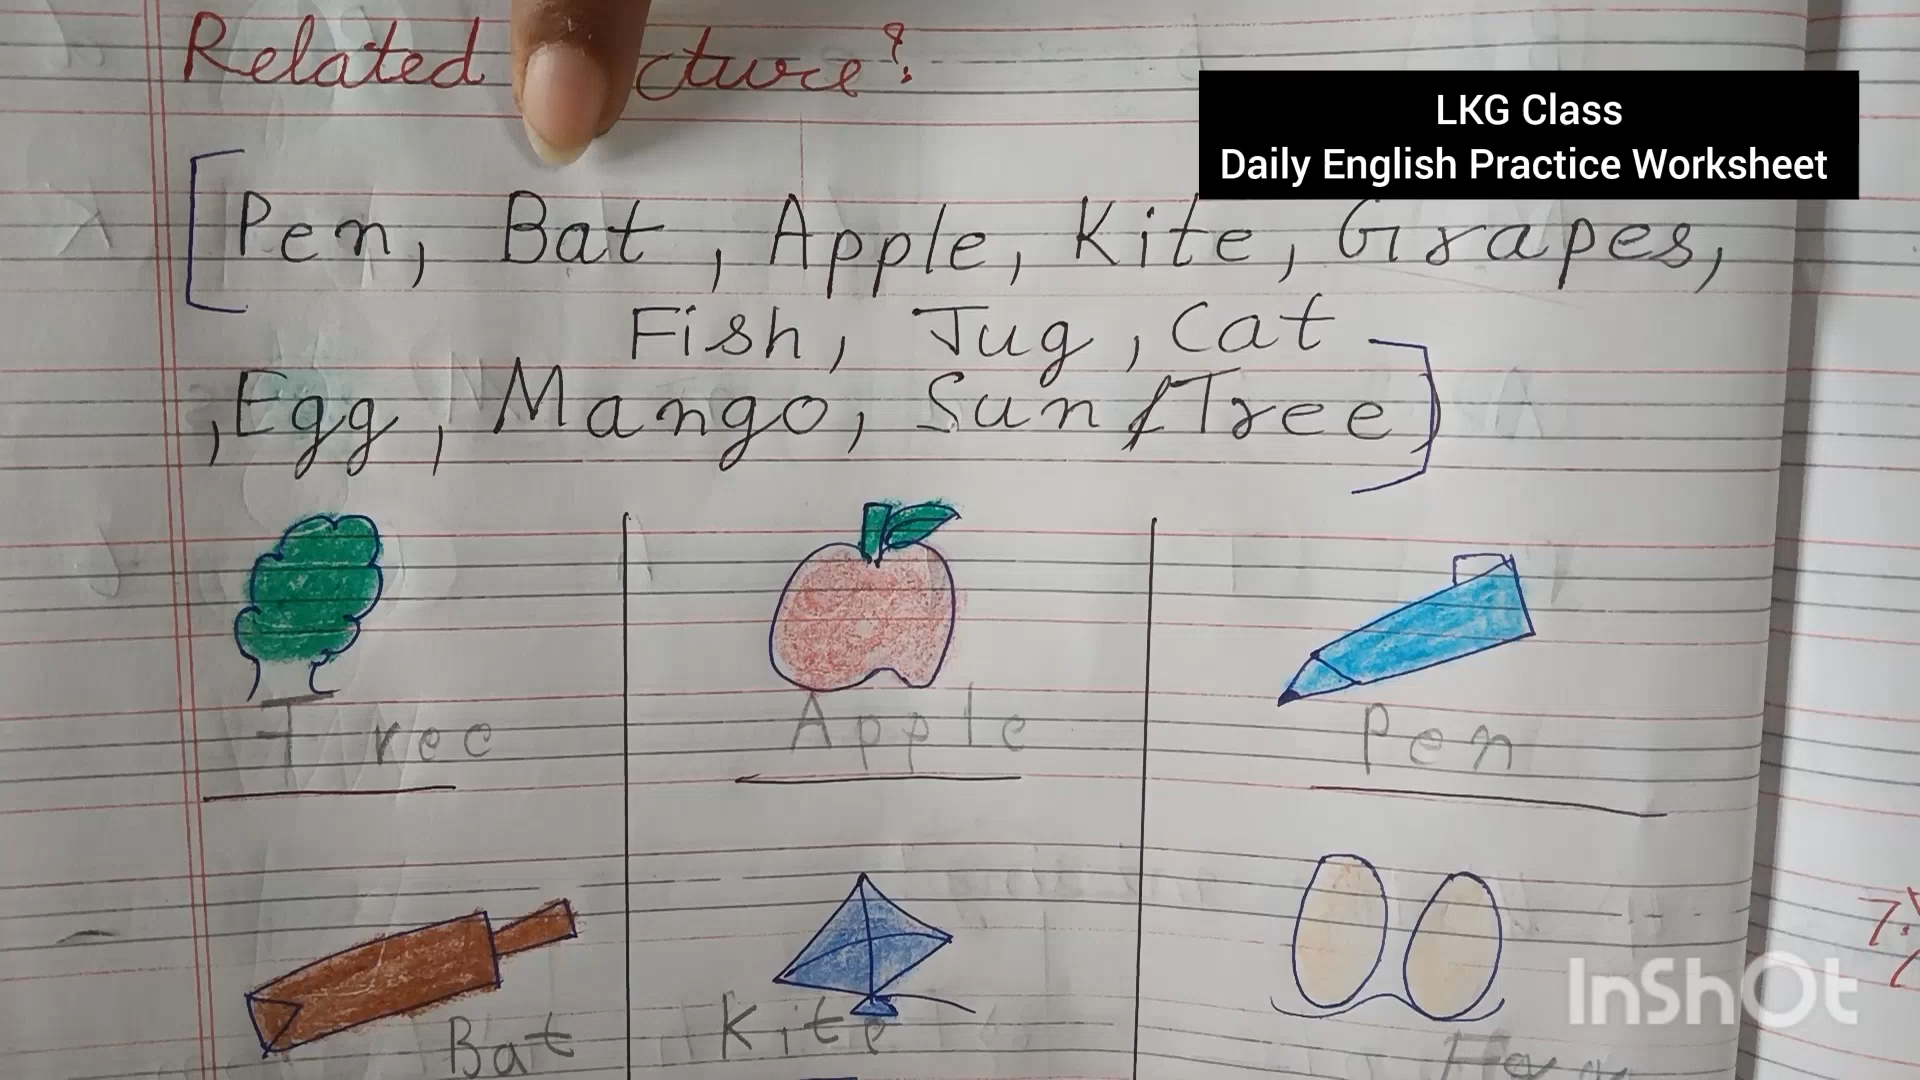 Related
LKG Class
Daily English Practice Worksheet
Pen, Bat, Apple, Kite, Grapes,
Fish, Jug, Cat
, Egg, Mango, Sun, Tree
Tree
Apple
Pen
Bat
Kite
InShOt